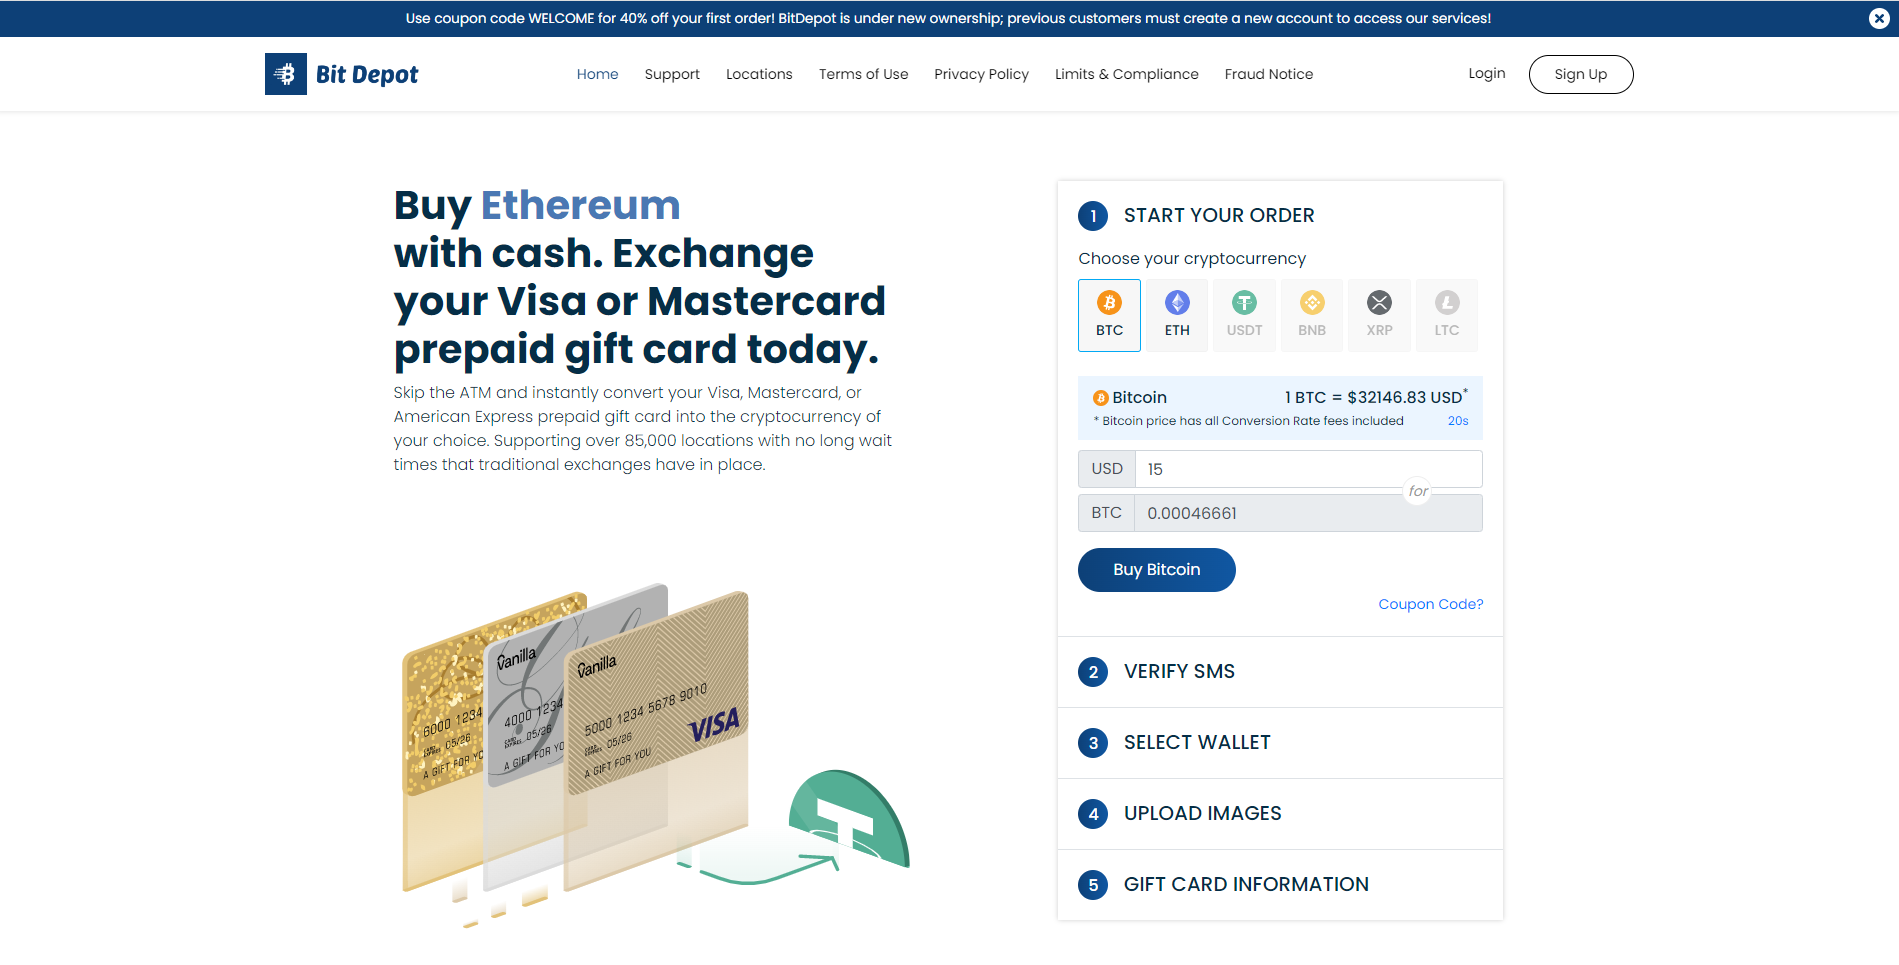 Use coupon code WELCOME for 40% off your first order! BitDepot is under new ownership; previous customers must create a new account to access our services!
Bit Depot
Home Support Locations Terms of Use Privacy Policy Limits & Compliance Fraud Notice Login Sign Up
Buy Ethereum
with cash. Exchange
your Visa or Mastercard
prepaid gift card today.
Skip the ATM and instantly convert your Visa, Mastercard, or
American Express prepaid gift card into the cryptocurrency of
your choice. Supporting over 85,000 locations with no long wait
times that traditional exchanges have in place.
6000 1234
CARD EXPIRES 05/26
A GIFT FOR YO
Vanilla
4000 1234
CARD EXPIRES 05/26
A GIFT FOR YO
Vanilla
5000 1234 5678 9010
CARD EXPIRES 05/26
A GIFT FOR YOU
VISA
1 START YOUR ORDER
Choose your cryptocurrency
BTC ETH USDT BNB XRP LTC
Bitcoin 1 BTC = $32146.83 USD*
* Bitcoin price has all Conversion Rate fees included 20s
USD 15
for
BTC 0.00046661
Buy Bitcoin
Coupon Code?
2 VERIFY SMS
3 SELECT WALLET
4 UPLOAD IMAGES
5 GIFT CARD INFORMATION